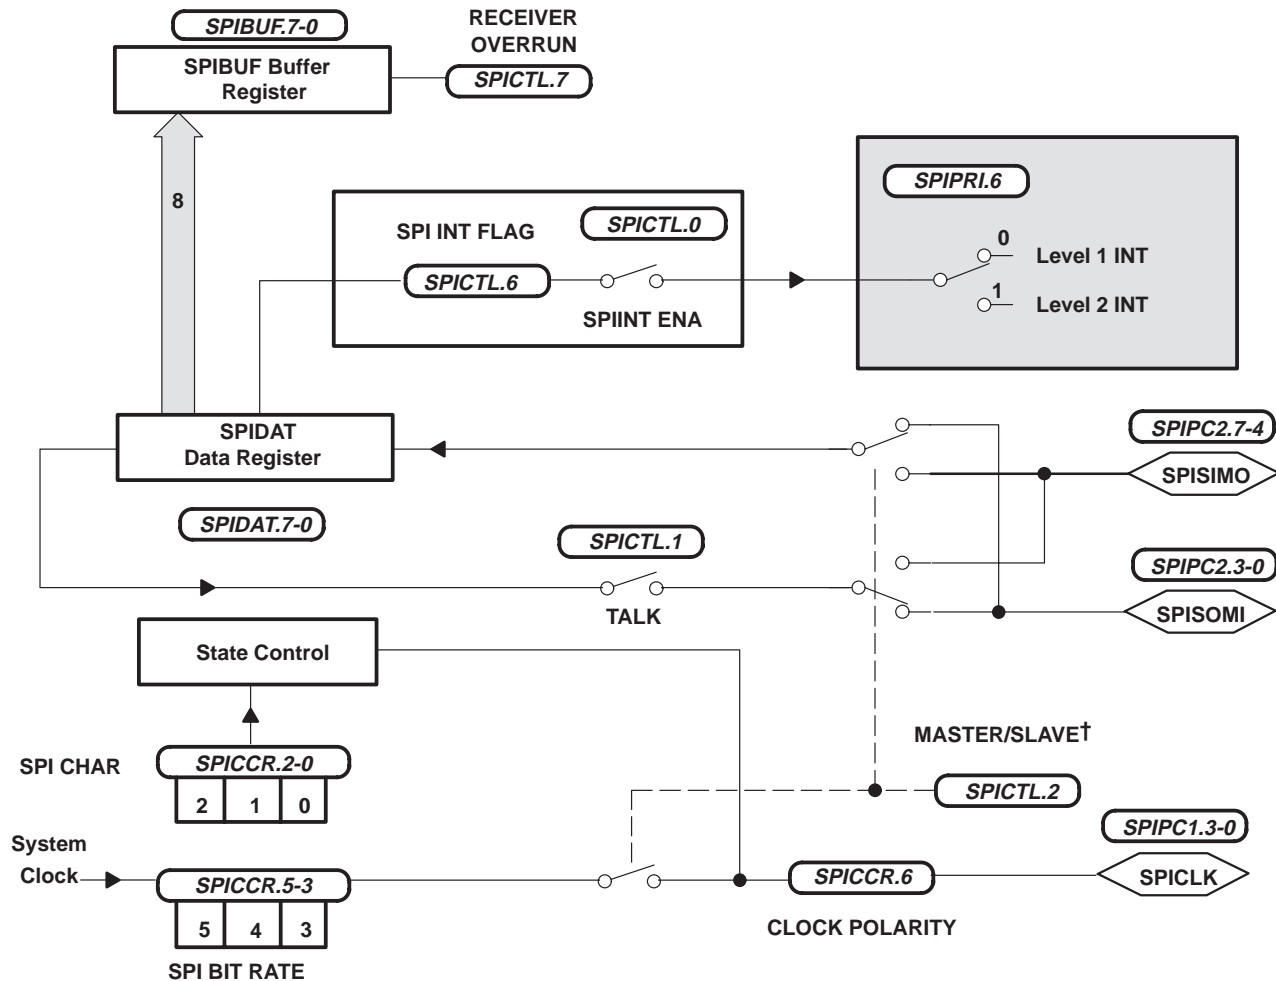 SPIBUF.7-0
RECEIVER
OVERRUN
SPIBUF Buffer
Register
SPICTL.7
8
SPIPRI.6
SPI INT FLAG
SPICTL.0
0
Level 1 INT
SPICTL.6
1
Level 2 INT
SPIINT ENA
SPIDAT
Data Register
SPIPC2.7-4
SPISIMO
SPIDAT.7-0
SPICTL.1
SPIPC2.3-0
TALK
SPISOMI
State Control
MASTER/SLAVE†
SPI CHAR
SPICCR.2-0
2 1 0
SPICTL.2
SPIPC1.3-0
System
Clock
SPICCR.5-3
SPICCR.6
SPICLK
5 4 3
CLOCK POLARITY
SPI BIT RATE